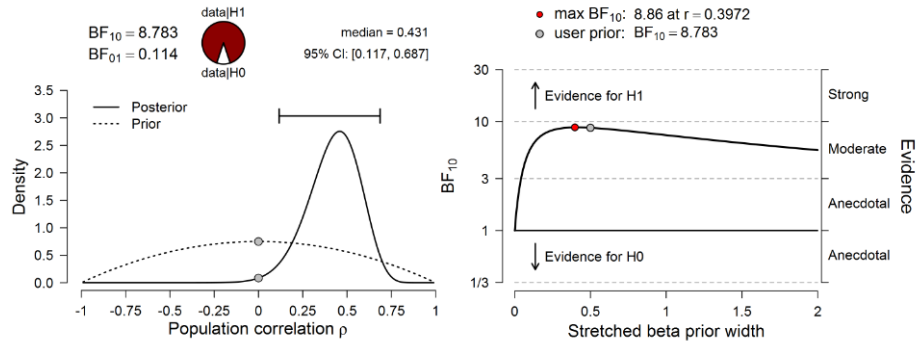 data|H1
BF₁₀ = 8.783
BF₀₁ = 0.114
data|H0
median = 0.431
95% CI: [0.117, 0.687]
Posterior
Prior
Density
3.5
3.0
2.5
2.0
1.5
1.0
0.5
0.0
-1 -0.75 -0.5 -0.25 0 0.25 0.5 0.75 1
Population correlation ρ
max BF₁₀: 8.86 at r = 0.3972
user prior: BF₁₀ = 8.783
BF₁₀
30
10
3
1
1/3
Evidence for H1
Evidence for H0
Strong
Moderate
Anecdotal
Anecdotal
Evidence
0 0.5 1 1.5 2
Stretched beta prior width